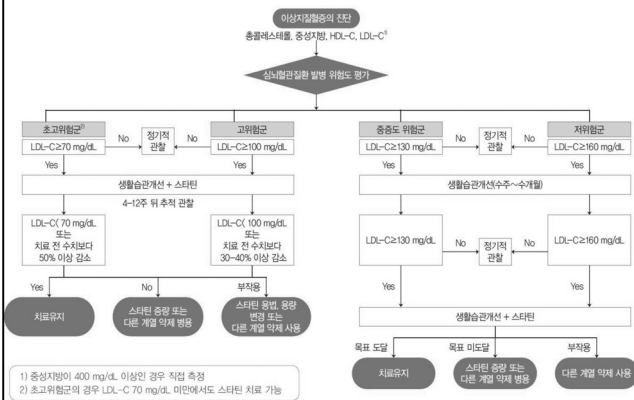 이상지질혈증의 진단
총콜레스테롤, 중성지방, HDL-C, LDL-C¹⁾
심뇌혈관질환 발병 위험도 평가
초고위험군²⁾
LDL-C≥70 mg/dL
No
정기적
관찰
No
고위험군
LDL-C≥100 mg/dL
중증도 위험군
LDL-C≥130 mg/dL
No
정기적
관찰
No
저위험군
LDL-C≥160 mg/dL
Yes
Yes
Yes
Yes
생활습관개선 + 스타틴
생활습관개선(수주~수개월)
4-12주 뒤 추적 관찰
LDL-C⟨ 70 mg/dL
또는
치료 전 수치보다
50% 이상 감소
LDL-C⟨ 100 mg/dL
또는
치료 전 수치보다
30-40% 이상 감소
LDL-C≥130 mg/dL
No
정기적
관찰
No
LDL-C≥160 mg/dL
Yes
No
부작용
치료유지
스타틴 증량 또는
다른 계열 약제 병용
스타틴 용법, 용량
변경 또는
다른 계열 약제 사용
Yes
Yes
생활습관개선 + 스타틴
목표 도달
목표 미도달
부작용
치료유지
스타틴 증량 또는
다른 계열 약제 병용
다른 계열 약제 사용
1) 중성지방이 400 mg/dL 이상인 경우 직접 측정
2) 초고위험군의 경우 LDL-C 70 mg/dL 미만에서도 스타틴 치료 가능